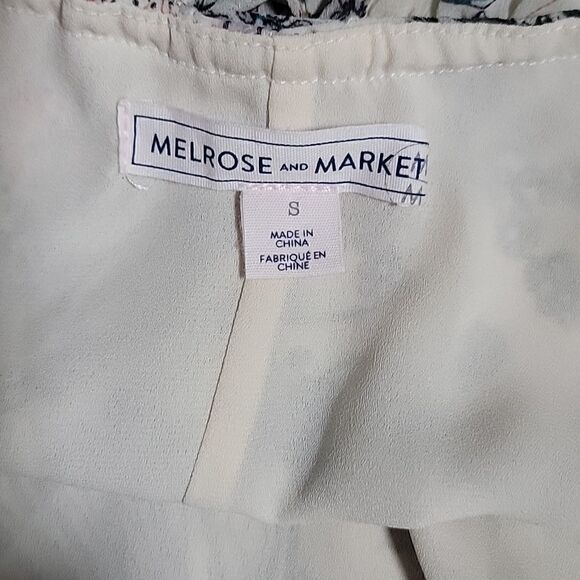 MELROSE AND MARKET
M
S
MADE IN
CHINA
FABRIQUÉ EN
CHINE